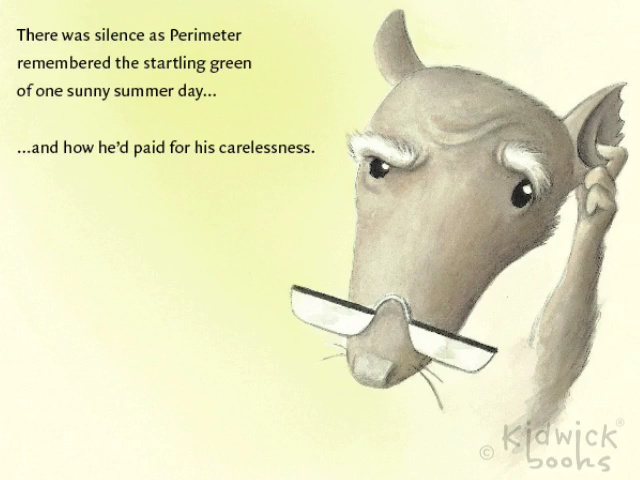 There was silence as Perimeter
remembered the startling green
of one sunny summer day...
...and how he'd paid for his carelessness.
© Kidwick®
books